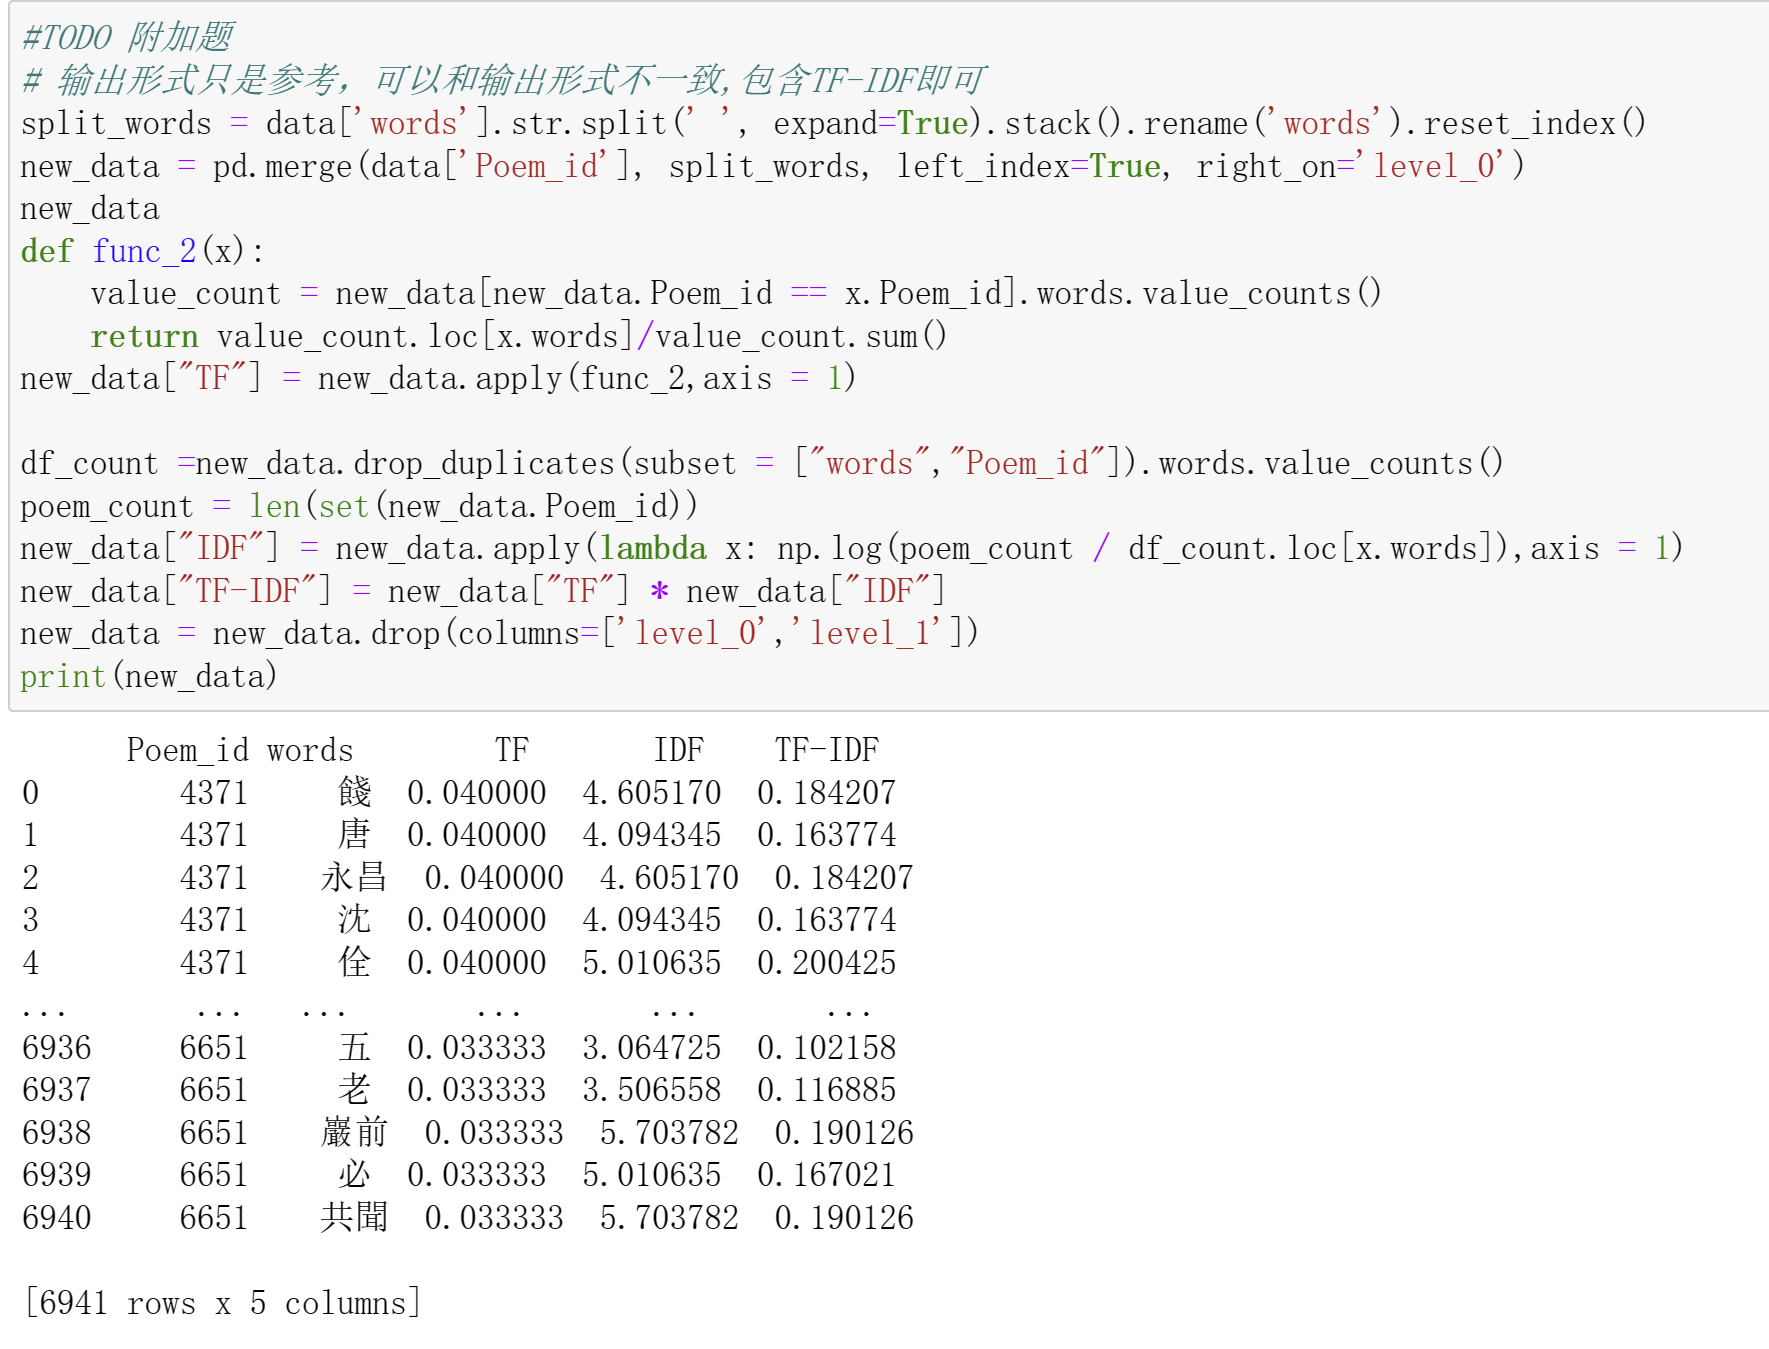 #TODO 附加题
# 输出形式只是参考，可以和输出形式不一致,包含TF-IDF即可
split_words = data['words'].str.split(' ', expand=True).stack().rename('words').reset_index()
new_data = pd.merge(data['Poem_id'], split_words, left_index=True, right_on='level_0')
new_data
def func_2(x):
    value_count = new_data[new_data.Poem_id == x.Poem_id].words.value_counts()
    return value_count.loc[x.words]/value_count.sum()
new_data["TF"] = new_data.apply(func_2,axis = 1)
df_count =new_data.drop_duplicates(subset = ["words","Poem_id"]).words.value_counts()
poem_count = len(set(new_data.Poem_id))
new_data["IDF"] = new_data.apply(lambda x: np.log(poem_count / df_count.loc[x.words]),axis = 1)
new_data["TF-IDF"] = new_data["TF"] * new_data["IDF"]
new_data = new_data.drop(columns=['level_0','level_1'])
print(new_data)
Poem_id words TF IDF TF-IDF
0 4371 餞 0.040000 4.605170 0.184207
1 4371 唐 0.040000 4.094345 0.163774
2 4371 永昌 0.040000 4.605170 0.184207
3 4371 沈 0.040000 4.094345 0.163774
4 4371 佺 0.040000 5.010635 0.200425
... ... ... ... ... ...
6936 6651 五 0.033333 3.064725 0.102158
6937 6651 老 0.033333 3.506558 0.116885
6938 6651 巖前 0.033333 5.703782 0.190126
6939 6651 必 0.033333 5.010635 0.167021
6940 6651 共聞 0.033333 5.703782 0.190126
[6941 rows x 5 columns]